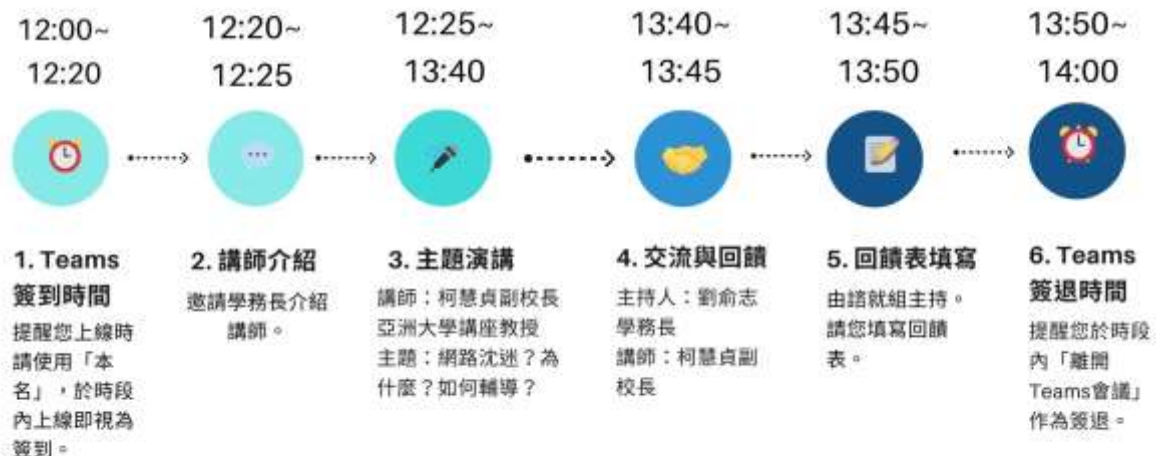 12:00~
12:20
12:20~
12:25
12:25~
13:40
13:40~
13:45
13:45~
13:50
13:50~
14:00
1. Teams
簽到時間
提醒您上線時
請使用「本
名」，於時段
內上線即視為
簽到。
2. 講師介紹
邀請學務長介紹
講師。
3. 主題演講
講師：柯慧貞副校長
亞洲大學講座教授
主題：網路沈迷？為
什麼？如何輔導？
4. 交流與回饋
主持人：劉俞志
學務長
講師：柯慧貞副
校長
5. 回饋表填寫
由諮就組主持。
請您填寫回饋
表。
6. Teams
簽退時間
提醒您於時段
內「離開
Teams會議」
作為簽退。